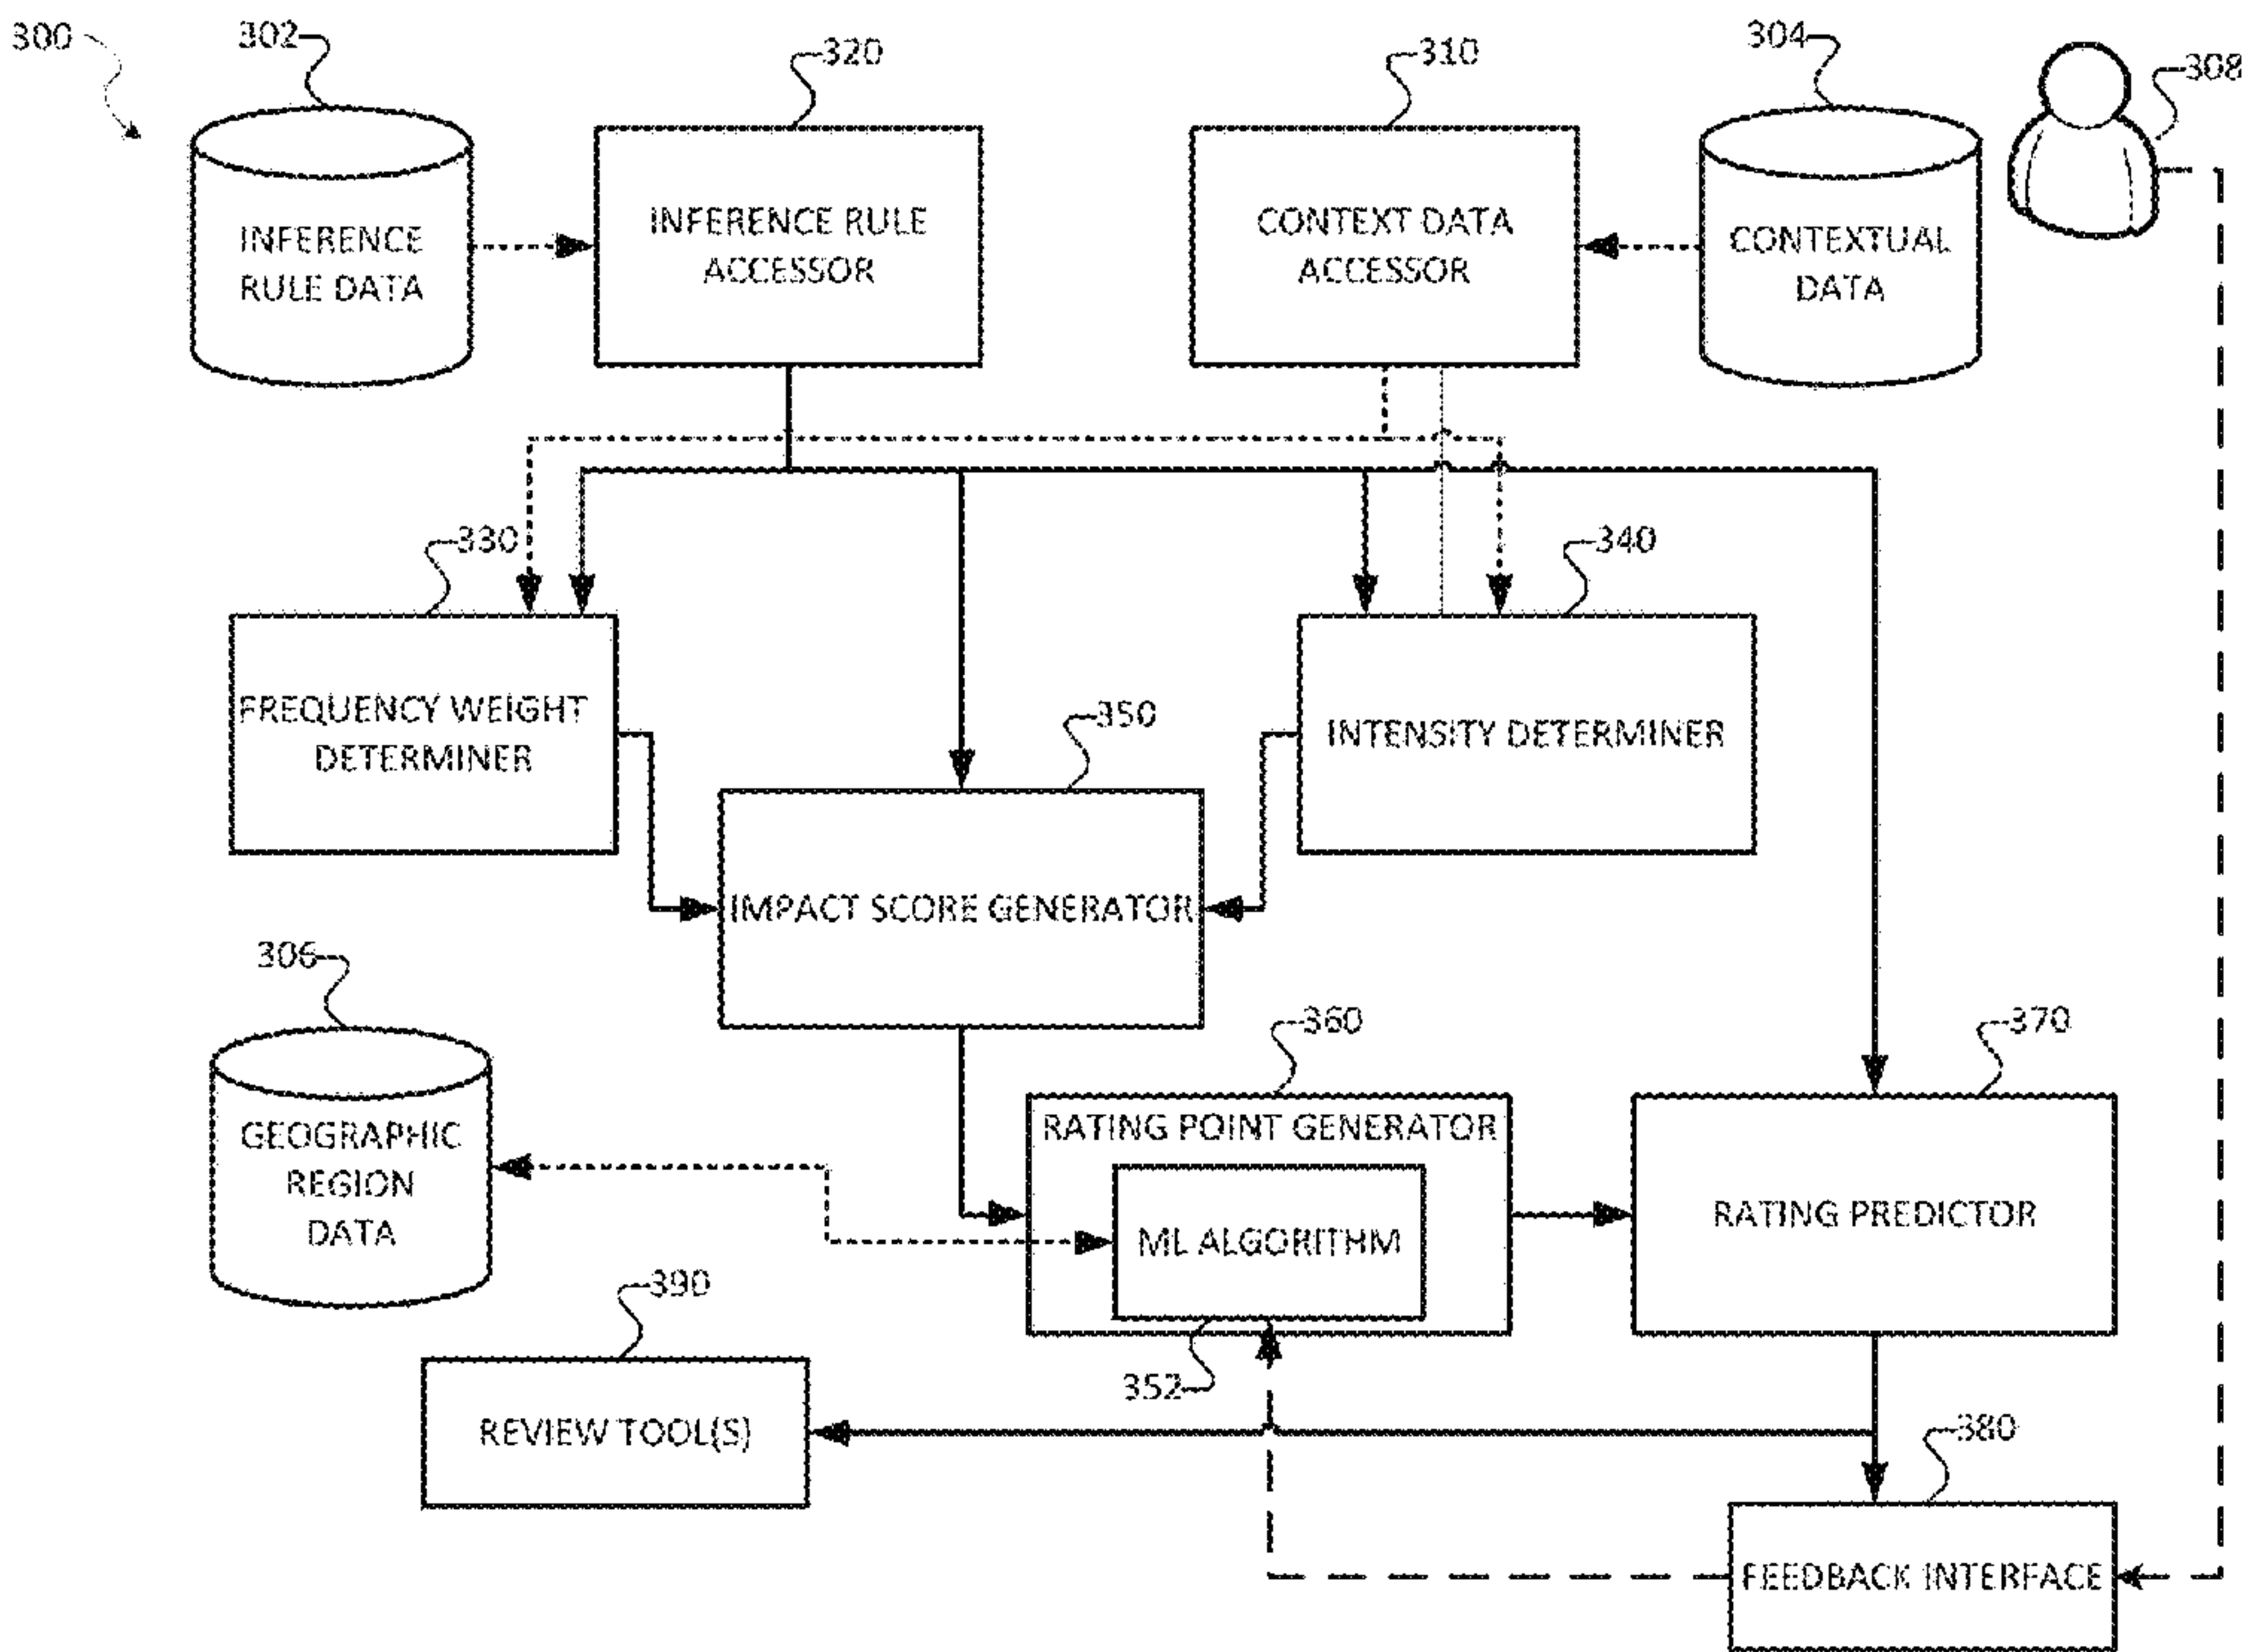 300
302
320
310
304
308
INFERENCE
RULE DATA
INFERENCE RULE
ACCESSOR
CONTEXT DATA
ACCESSOR
CONTEXTUAL
DATA
330
340
FREQUENCY WEIGHT
DETERMINER
350
INTENSITY DETERMINER
IMPACT SCORE GENERATOR
306
360
370
GEOGRAPHIC
REGION
DATA
RATING POINT GENERATOR
ML ALGORITHM
RATING PREDICTOR
390
352
REVIEW TOOL(S)
380
FEEDBACK INTERFACE